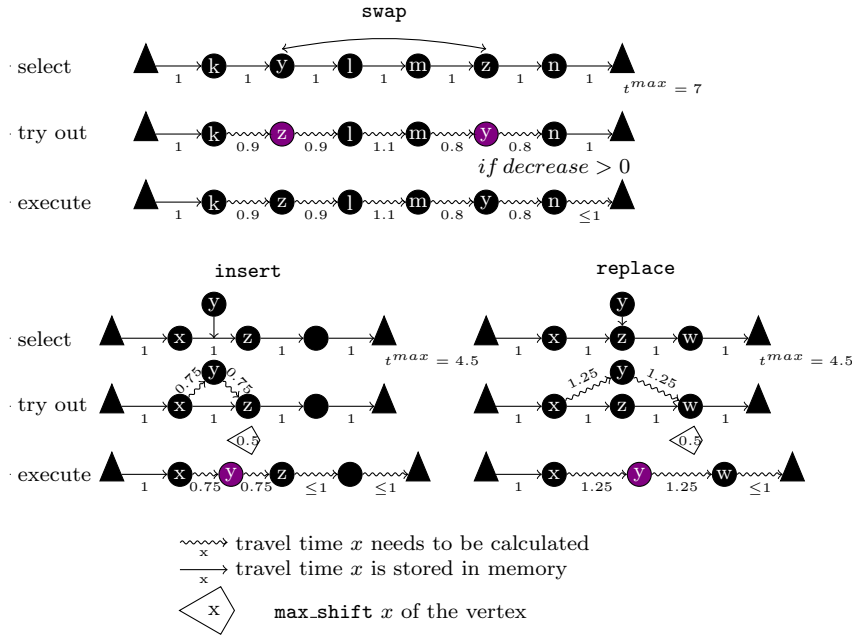 swap
select k y l m z n
1 1 1 1 1 1 1
t^max = 7
try out k z l m y n
1 0.9 0.9 1.1 0.8 0.8 1
if decrease > 0
execute k z l m y n
1 0.9 0.9 1.1 0.8 0.8 ≤1
insert replace
y y
select x z x z w
1 1 1 1 1 1 1 1
t^max = 4.5 t^max = 4.5
0.75 y 0.75 1.25 y 1.25
try out x z x z w
1 1 1 1 1 1 1 1
0.5 0.5
execute x y z x y w
1 0.75 0.75 ≤1 ≤1 1 1.25 1.25 ≤1
x travel time x needs to be calculated
x travel time x is stored in memory
x max_shift x of the vertex